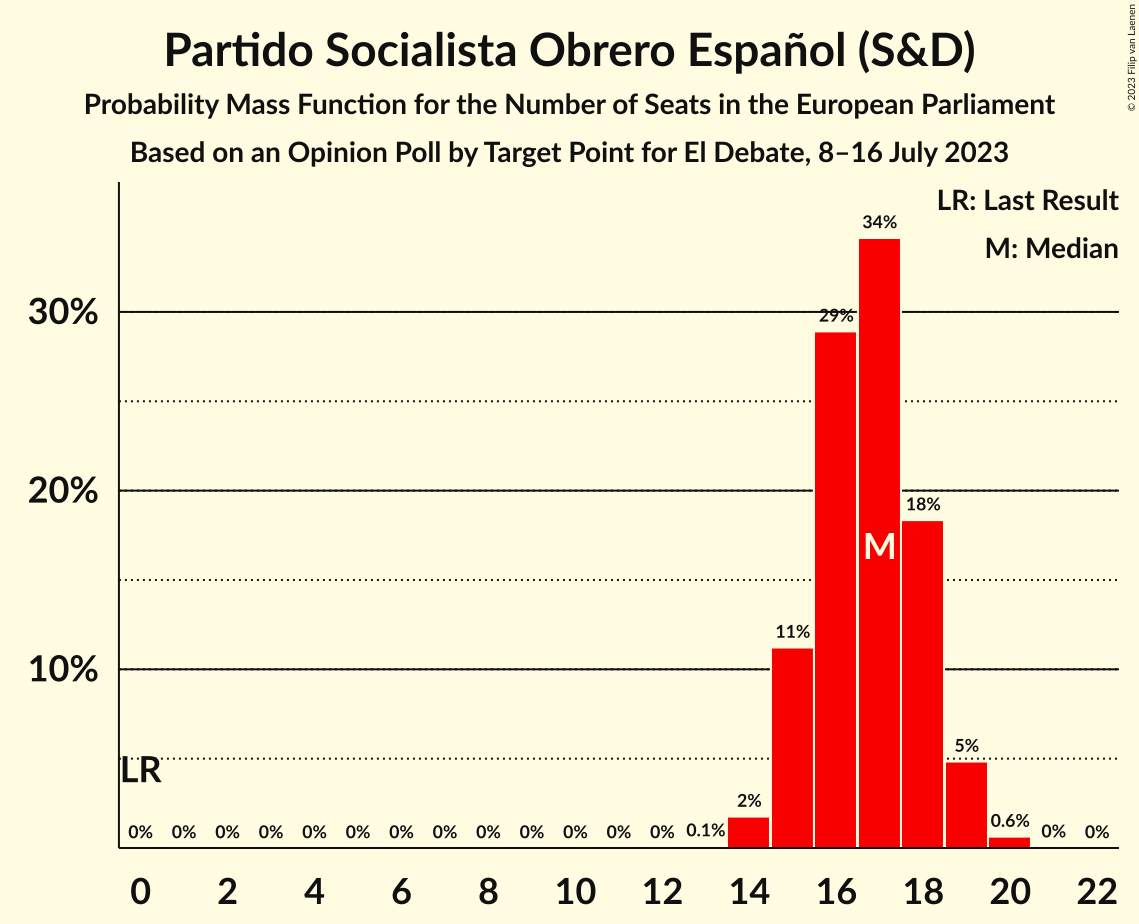 Partido Socialista Obrero Español (S&D)
Probability Mass Function for the Number of Seats in the European Parliament
Based on an Opinion Poll by Target Point for El Debate, 8–16 July 2023
© 2023 Filip van Laenen
LR: Last Result
M: Median
30%
20%
10%
34%
29%
18%
M
11%
5%
LR
2%
0% 0% 0% 0% 0% 0% 0% 0% 0% 0% 0% 0% 0% 0.1% 0.6% 0% 0%
0 2 4 6 8 10 12 14 16 18 20 22